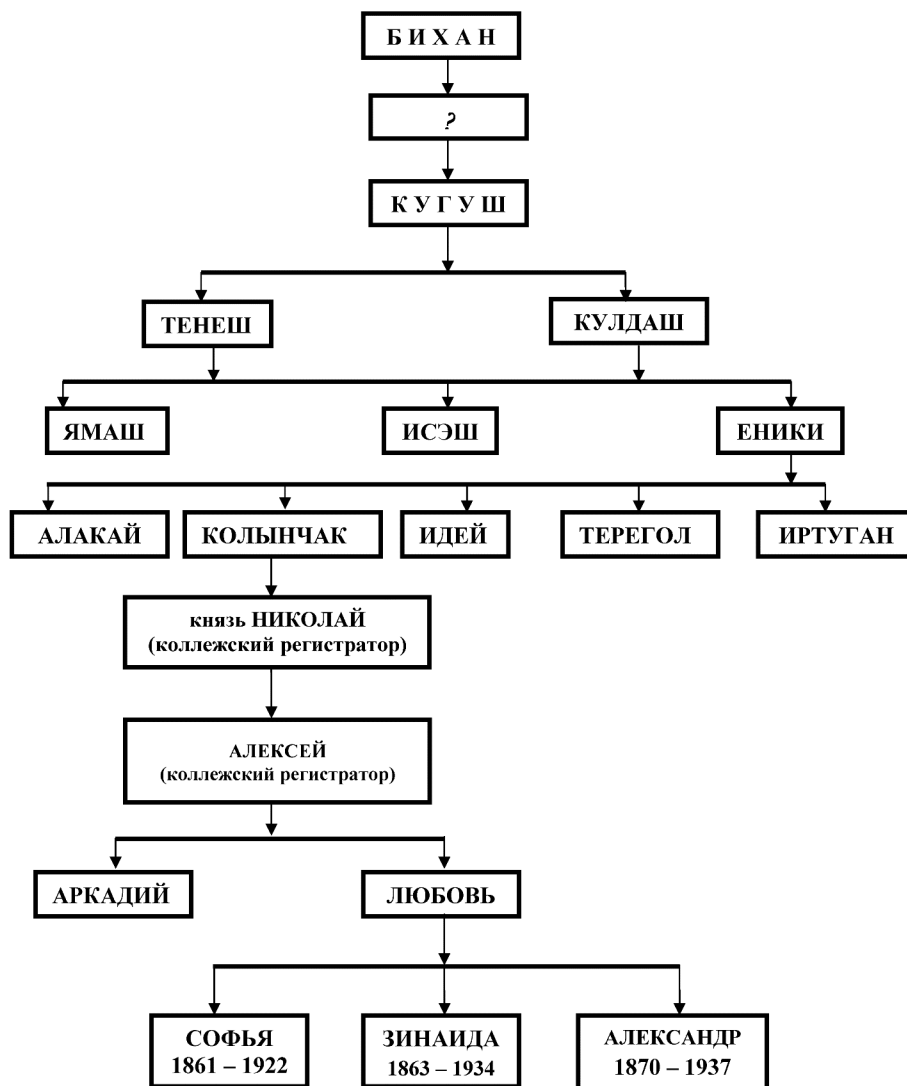 Б И Х А Н
?
К У Г У Ш
ТЕНЕШ
КУЛДАШ
ЯМАШ
ИСЭШ
ЕНИКИ
АЛАКАЙ
КОЛЫНЧАК
ИДЕЙ
ТЕРЕГОЛ
ИРТУГАН
князь НИКОЛАЙ
(коллежский регистратор)
АЛЕКСЕЙ
(коллежский регистратор)
АРКАДИЙ
ЛЮБОВЬ
СОФЬЯ
1861 – 1922
ЗИНАИДА
1863 – 1934
АЛЕКСАНДР
1870 – 1937